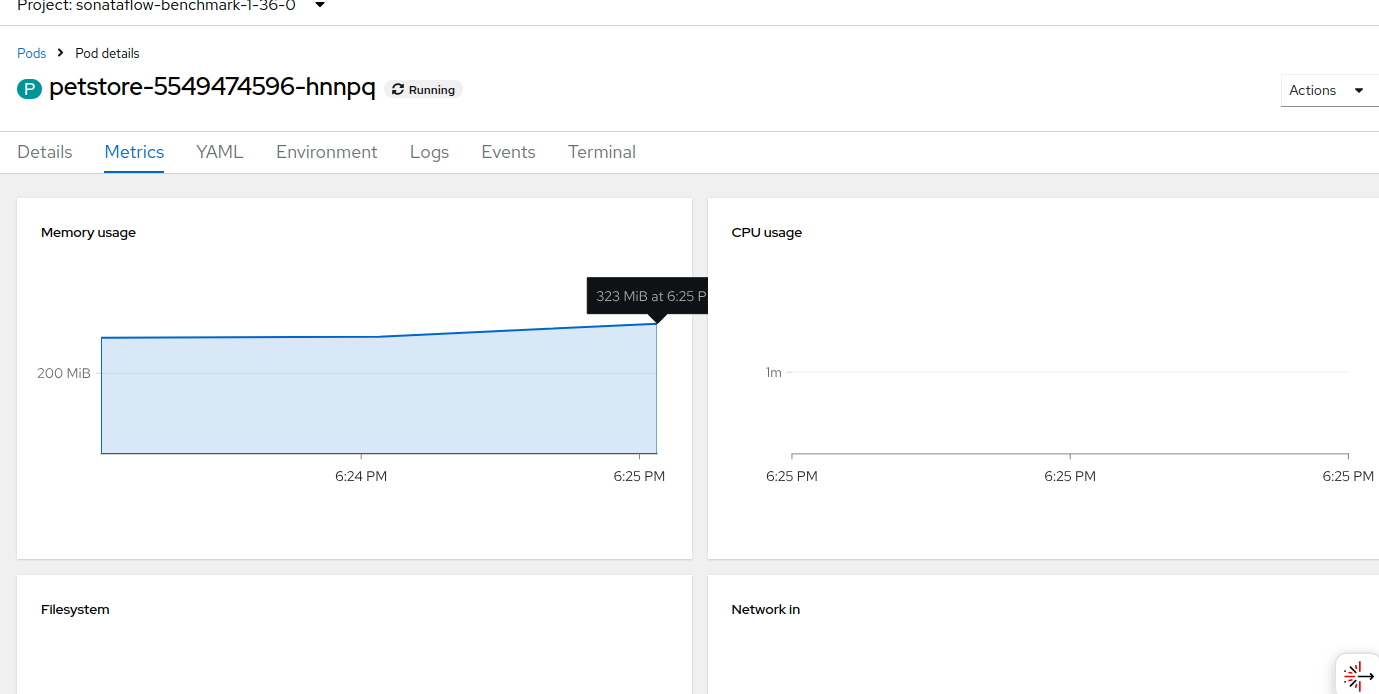 Project: sonataflow-benchmark-1-36-0
Pods > Pod details
P petstore-5549474596-hnnpq Running
Actions
Details Metrics YAML Environment Logs Events Terminal
Memory usage
323 MiB at 6:25 P
200 MiB
6:24 PM 6:25 PM
CPU usage
1m
6:25 PM 6:25 PM 6:25 PM
Filesystem
Network in